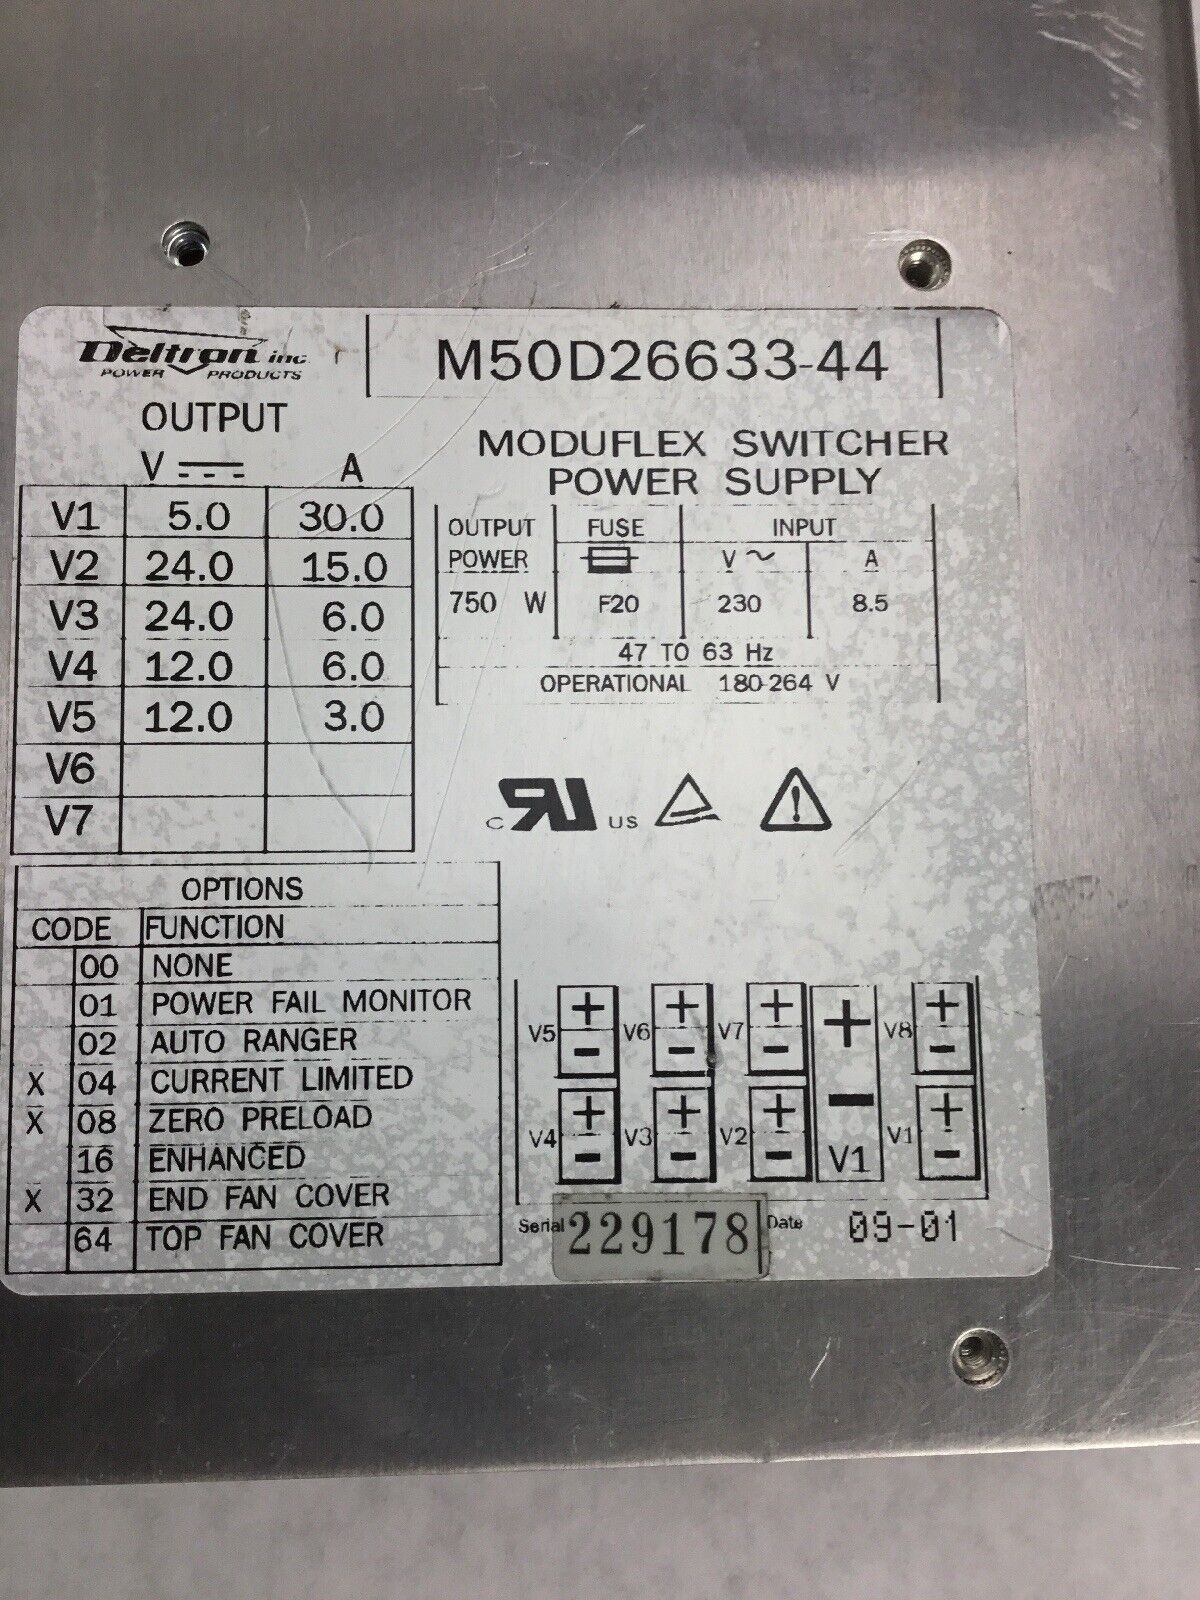 Deltron inc.
POWER PRODUCTS
M50D26633-44
OUTPUT
V A
V1 5.0 30.0
V2 24.0 15.0
V3 24.0 6.0
V4 12.0 6.0
V5 12.0 3.0
V6
V7
MODUFLEX SWITCHER
POWER SUPPLY
OUTPUT FUSE INPUT
POWER V ~ A
750 W F20 230 8.5
47 TO 63 Hz
OPERATIONAL 180-264 V
C RU US
OPTIONS
CODE FUNCTION
00 NONE
01 POWER FAIL MONITOR
02 AUTO RANGER
X 04 CURRENT LIMITED
X 08 ZERO PRELOAD
16 ENHANCED
X 32 END FAN COVER
64 TOP FAN COVER
V5 + - V6 + - V7 + - + - V1 V8 + -
V4 + - V3 + - V2 + - V1 + -
Serial 229178 Date 09-01